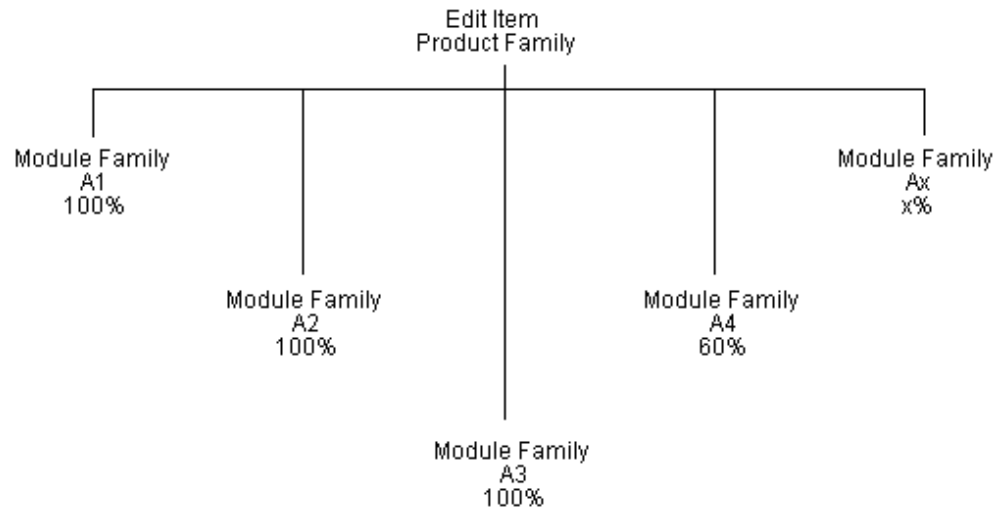 Edit Item
Product Family
Module Family
A1
100%
Module Family
A2
100%
Module Family
A3
100%
Module Family
A4
60%
Module Family
Ax
x%